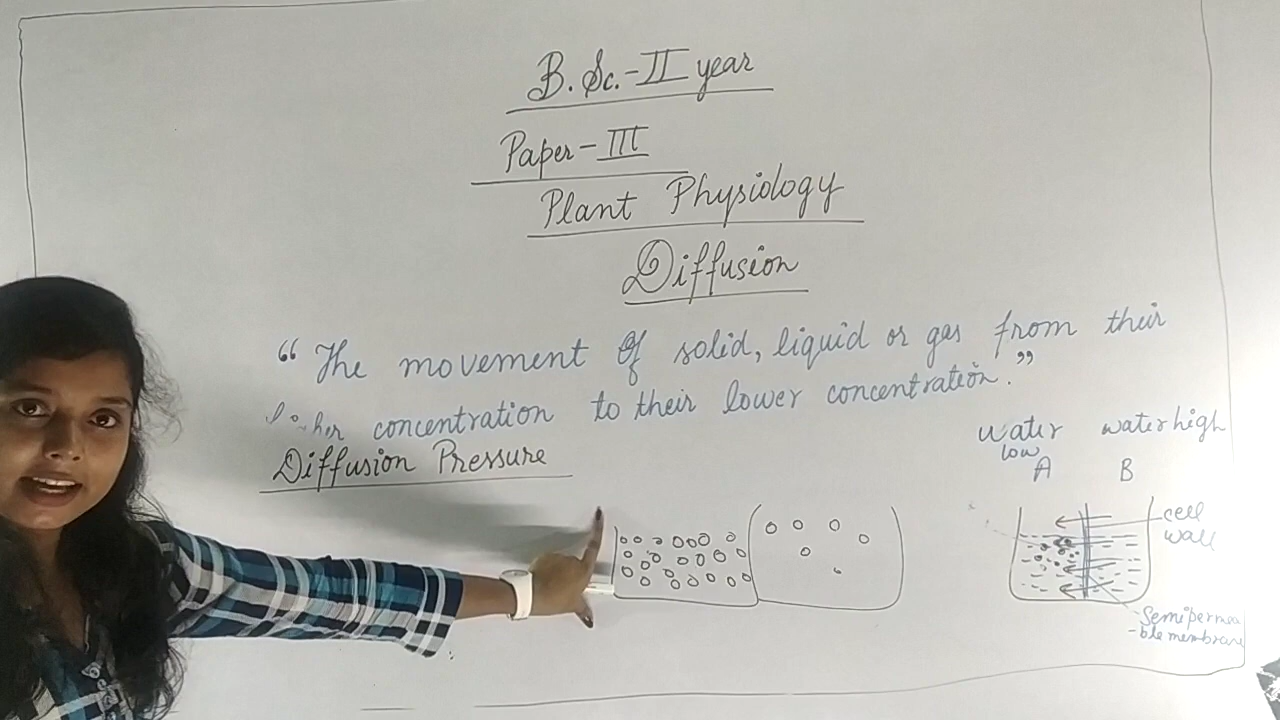 B.Sc.-II year
Paper-III
Plant Physiology
Diffusion
"The movement Of solid, liquid or gas from their
concentration to their lower concentration."
Diffusion Pressure
water water high
low
A B
cell
wall
Semipermea
-ble membrane